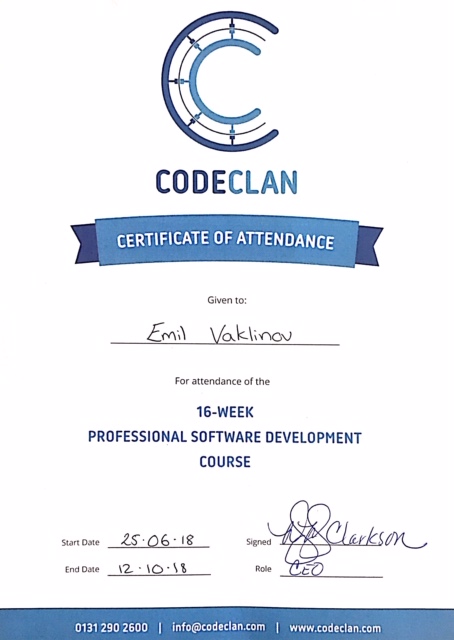 CODECLAN
CERTIFICATE OF ATTENDANCE
Given to:
Emil Vaklinov
For attendance of the
16-WEEK
PROFESSIONAL SOFTWARE DEVELOPMENT
COURSE
Start Date 25·06·18 Signed Clarkson
End Date 12·10·18 Role CEO
0131 290 2600 | info@codeclan.com | www.codeclan.com